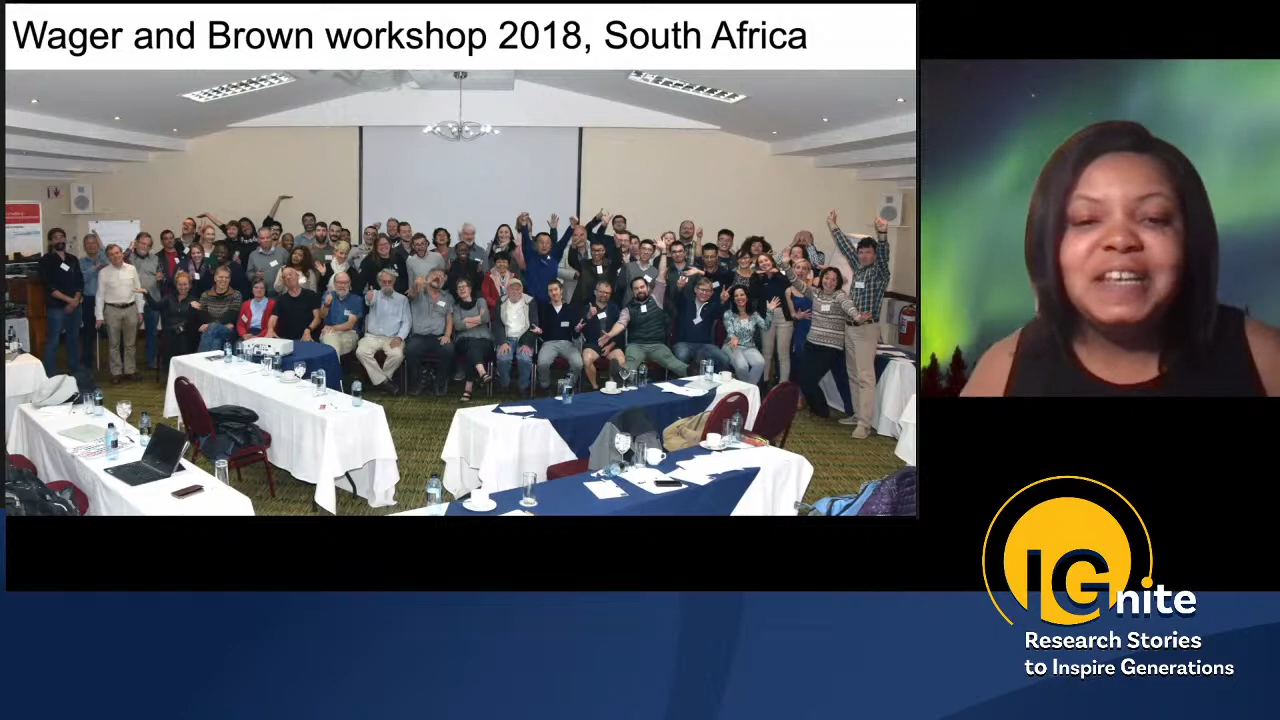 Wager and Brown workshop 2018, South Africa
IGnite
Research Stories
to Inspire Generations